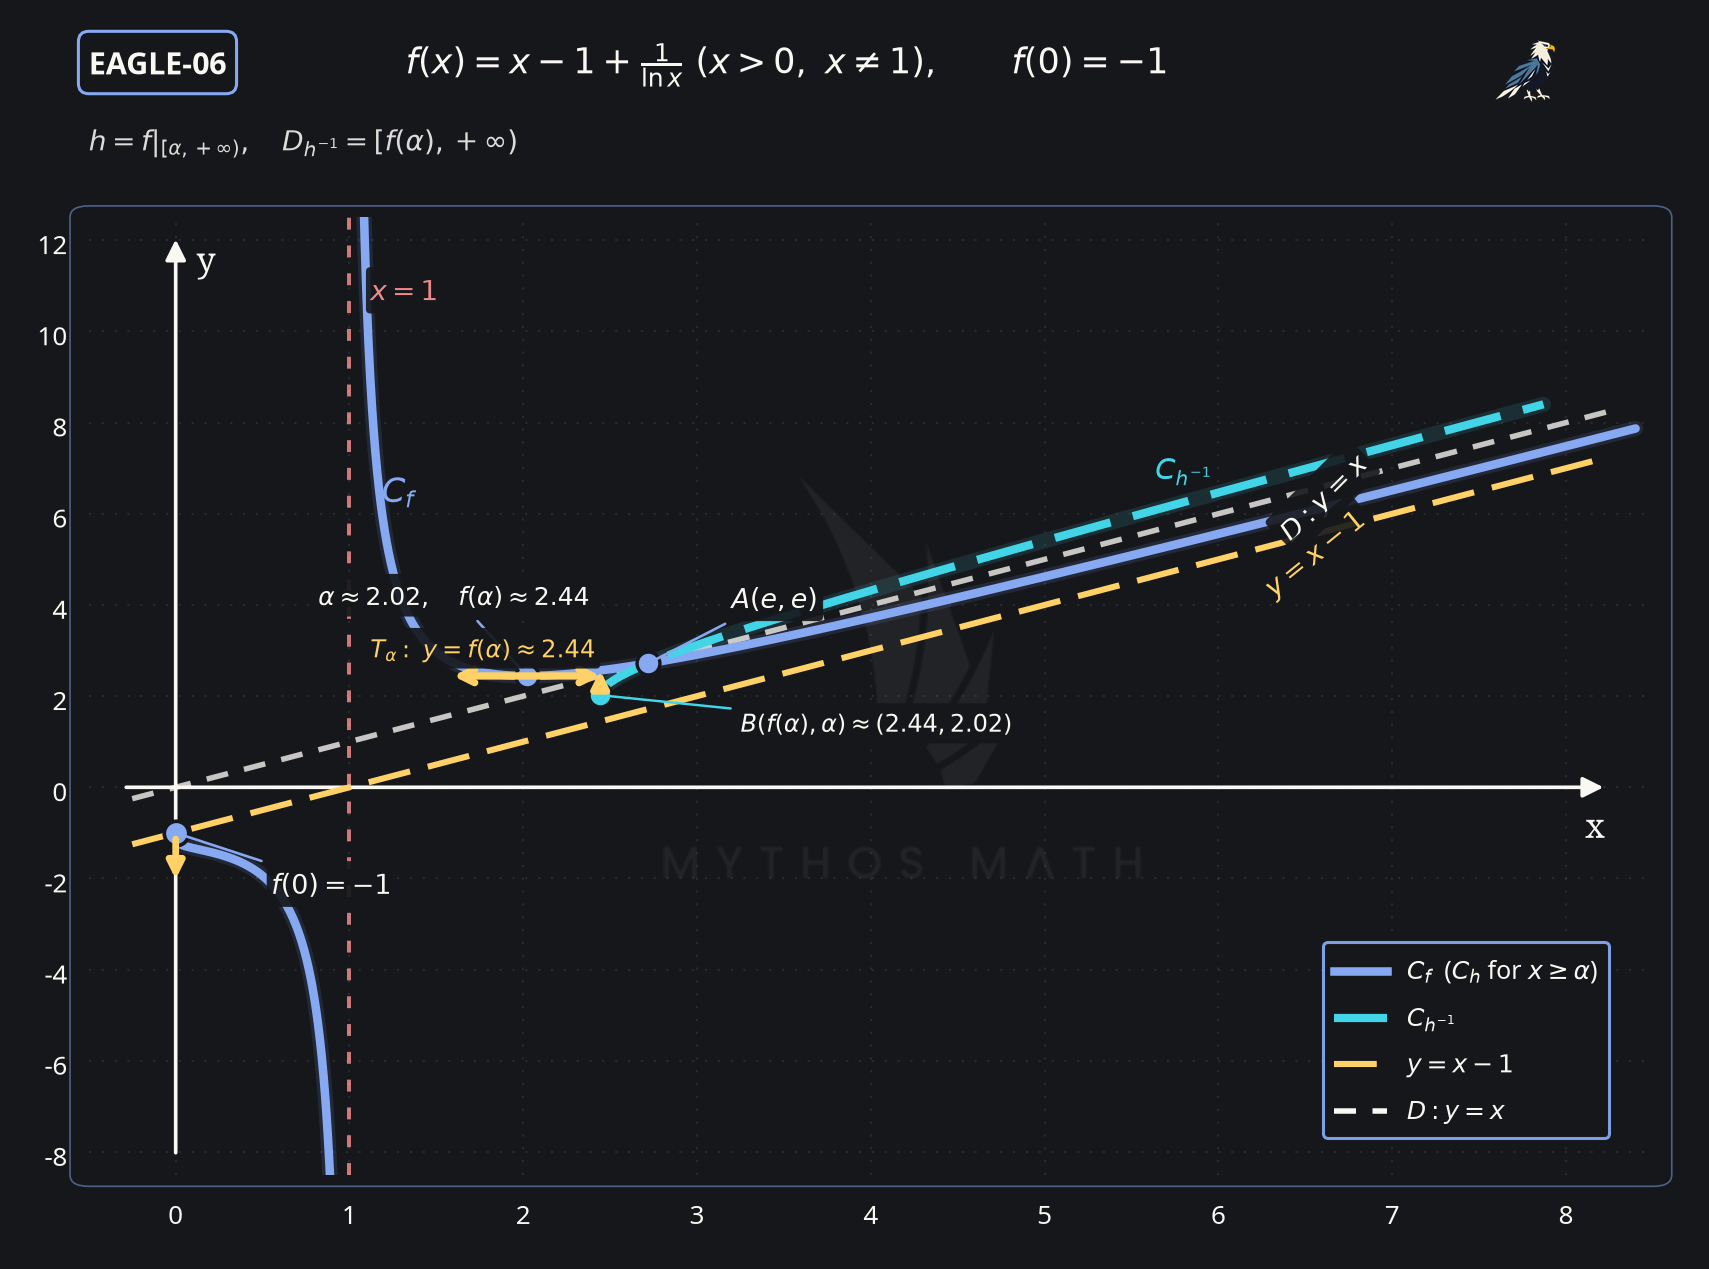 EAGLE-06
f(x) = x − 1 + 1/ln x (x > 0, x ≠ 1), f(0) = −1
h = f|[α, +∞), D_{h⁻¹} = [f(α), +∞)
12
10
8
6
4
2
0
-2
-4
-6
-8
y
x = 1
C_f
C_{h⁻¹}
D : y = x
y = x − 1
α ≈ 2.02, f(α) ≈ 2.44
A(e, e)
T_α : y = f(α) ≈ 2.44
B(f(α), α) ≈ (2.44, 2.02)
x
MYTHOS MATH
f(0) = −1
C_f (C_h for x ≥ α)
C_{h⁻¹}
y = x − 1
D : y = x
0 1 2 3 4 5 6 7 8